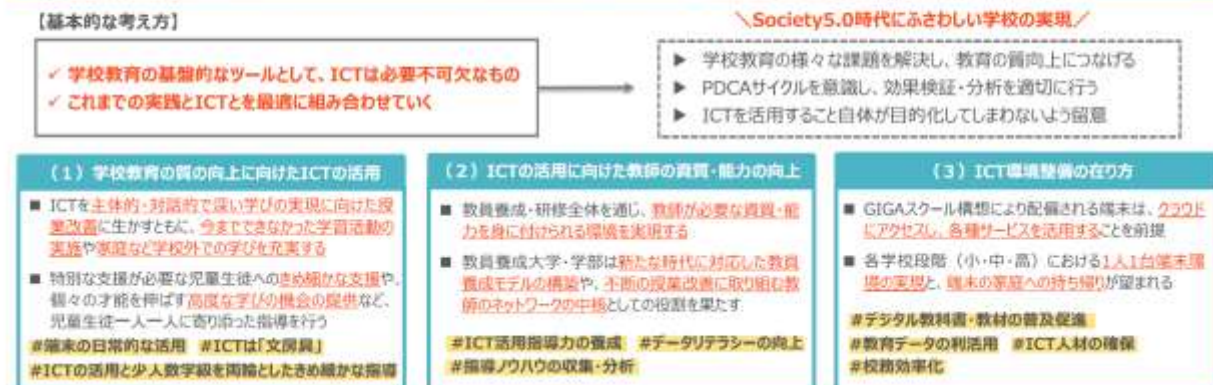 【基本的な考え方】
＼Society5.0時代にふさわしい学校の実現／
✓ 学校教育の基盤的なツールとして、ICTは必要不可欠なもの
✓ これまでの実践とICTとを最適に組み合わせていく
▶ 学校教育の様々な課題を解決し、教育の質向上につなげる
▶ PDCAサイクルを意識し、効果検証・分析を適切に行う
▶ ICTを活用すること自体が目的化してしまわないよう留意
（1）学校教育の質の向上に向けたICTの活用
■ ICTを主体的・対話的で深い学びの実現に向けた授
業改善に生かすともに、今までできなかった学習活動の
実施や家庭など学校外での学びを充実する
■ 特別な支援が必要な児童生徒へのきめ細かな支援や、
個々の才能を伸ばす高度な学びの機会の提供など、
児童生徒一人一人に寄り添った指導を行う
#端末の日常的な活用 #ICTは「文房具」
#ICTの活用と少人数学級を両輪としたきめ細かな指導
（2）ICTの活用に向けた教師の資質・能力の向上
■ 教員養成・研修全体を通じ、教師が必要な資質・能
力を身に付けられる環境を実現する
■ 教員養成大学・学部は新たな時代に対応した教員
養成モデルの構築や、不断の授業改善に取り組む教
師のネットワークの中核としての役割を果たす
#ICT活用指導力の養成 #データリテラシーの向上
#指導ノウハウの収集・分析
（3）ICT環境整備の在り方
■ GIGAスクール構想により配備される端末は、クラウド
にアクセスし、各種サービスを活用することを前提
■ 各学校段階（小・中・高）における1人1台端末環
境の実現と、端末の家庭への持ち帰りが望まれる
#デジタル教科書・教材の普及促進
#教育データの利活用 #ICT人材の確保
#校務効率化